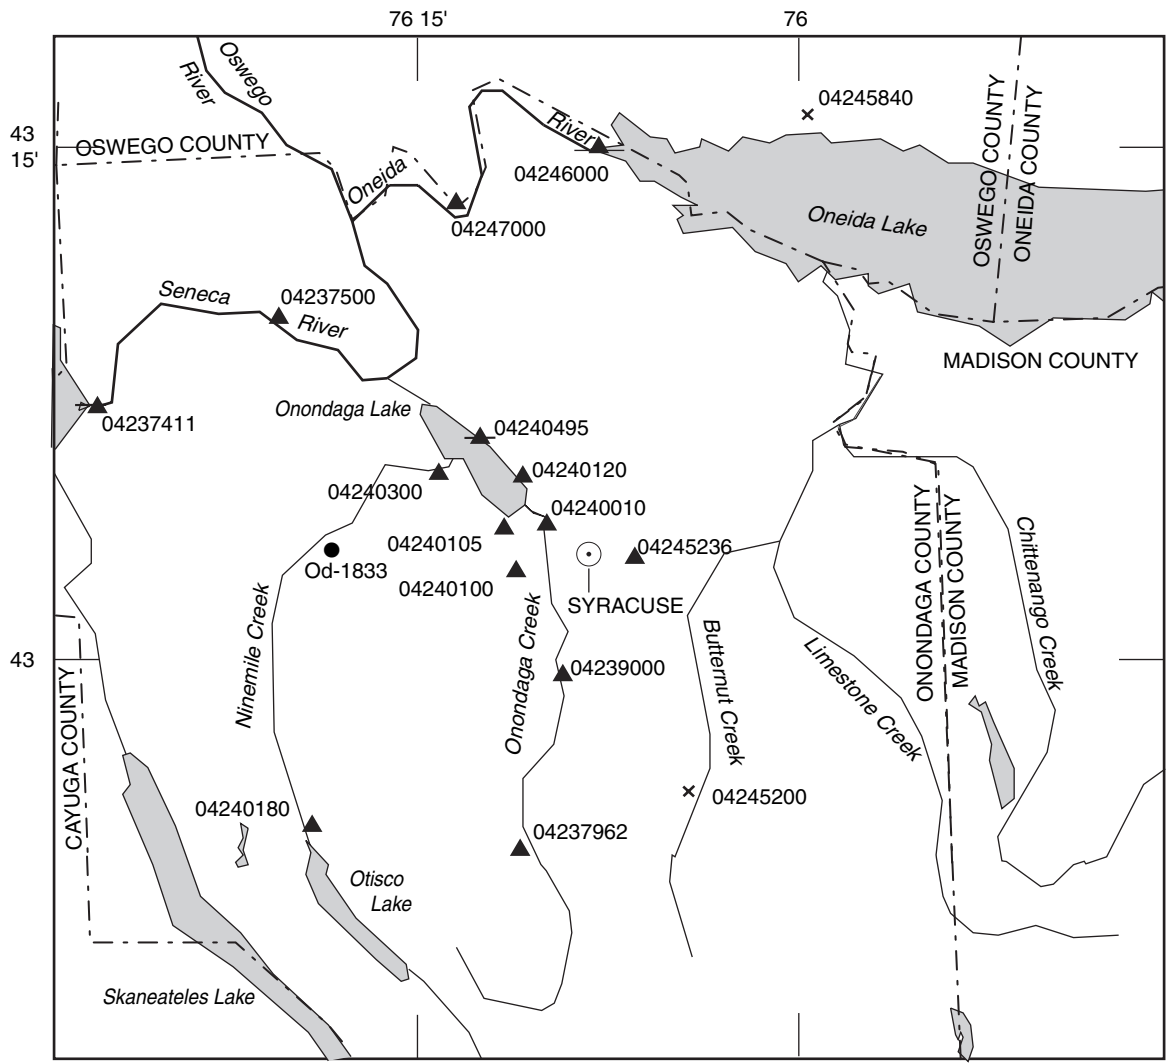 76 15'
76
Oswego
River
04245840
43
15'
OSWEGO COUNTY
River
OSWEGO COUNTY
ONEIDA COUNTY
04246000
Oneida
04247000
Oneida Lake
Seneca
04237500
River
MADISON COUNTY
Onondaga Lake
04237411
04240495
04240120
04240300
04240010
04240105
04245236
Od-1833
04240100
SYRACUSE
ONONDAGA COUNTY
MADISON COUNTY
Chittenango Creek
Ninemile Creek
Onondaga Creek
Butternut Creek
Limestone Creek
43
04239000
CAYUGA COUNTY
04245200
04240180
04237962
Otisco
Lake
Skaneateles Lake